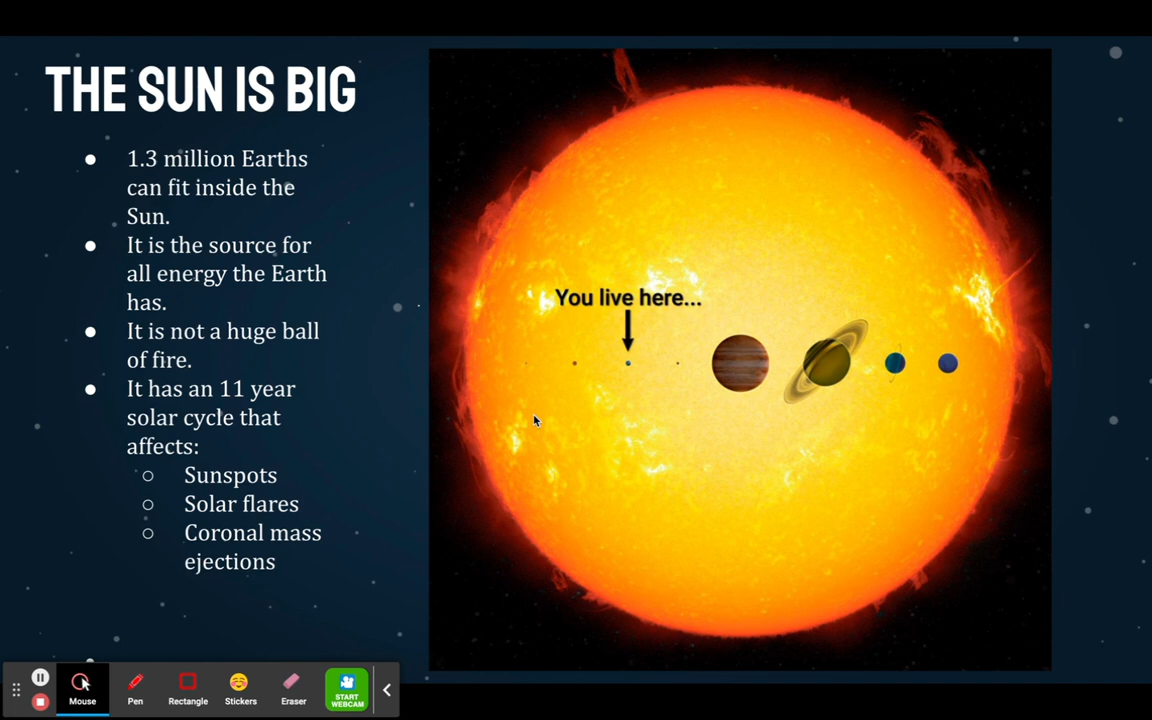 THE SUN IS BIG
● 1.3 million Earths
can fit inside the
Sun.
● It is the source for
all energy the Earth
has.
● It is not a huge ball
of fire.
● It has an 11 year
solar cycle that
affects:
○ Sunspots
○ Solar flares
○ Coronal mass
ejections
You live here...
Mouse
Pen
Rectangle
Stickers
Eraser
START
WEBCAM